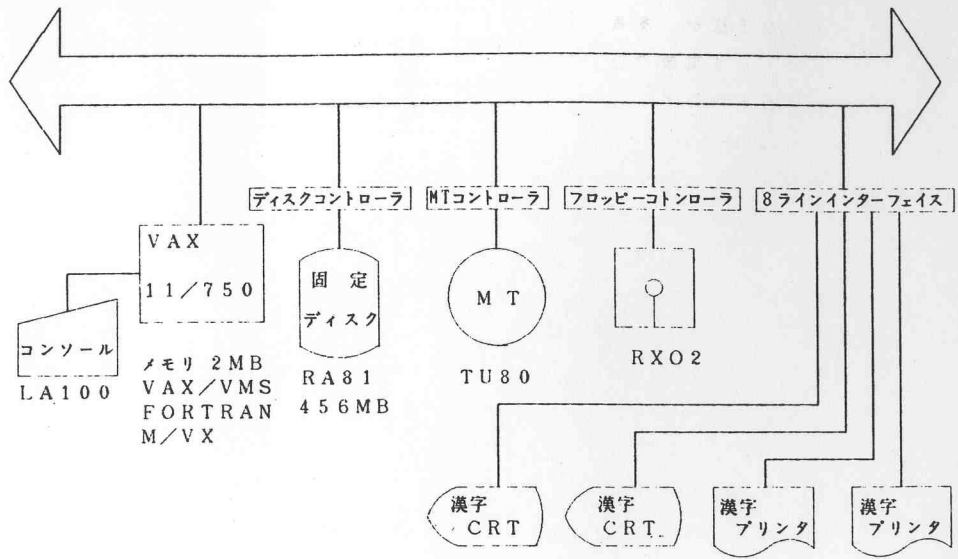 ディスクコントローラ
MTコントローラ
フロッピーコトンローラ
8ラインインターフェイス
VAX
11/750
コンソール
LA100
メモリ 2MB
VAX/VMS
FORTRAN
M/VX
固 定
ディスク
RA81
456MB
MT
TU80
RXO2
漢字
CRT
漢字
CRT
漢字
プリンタ
漢字
プリンタ